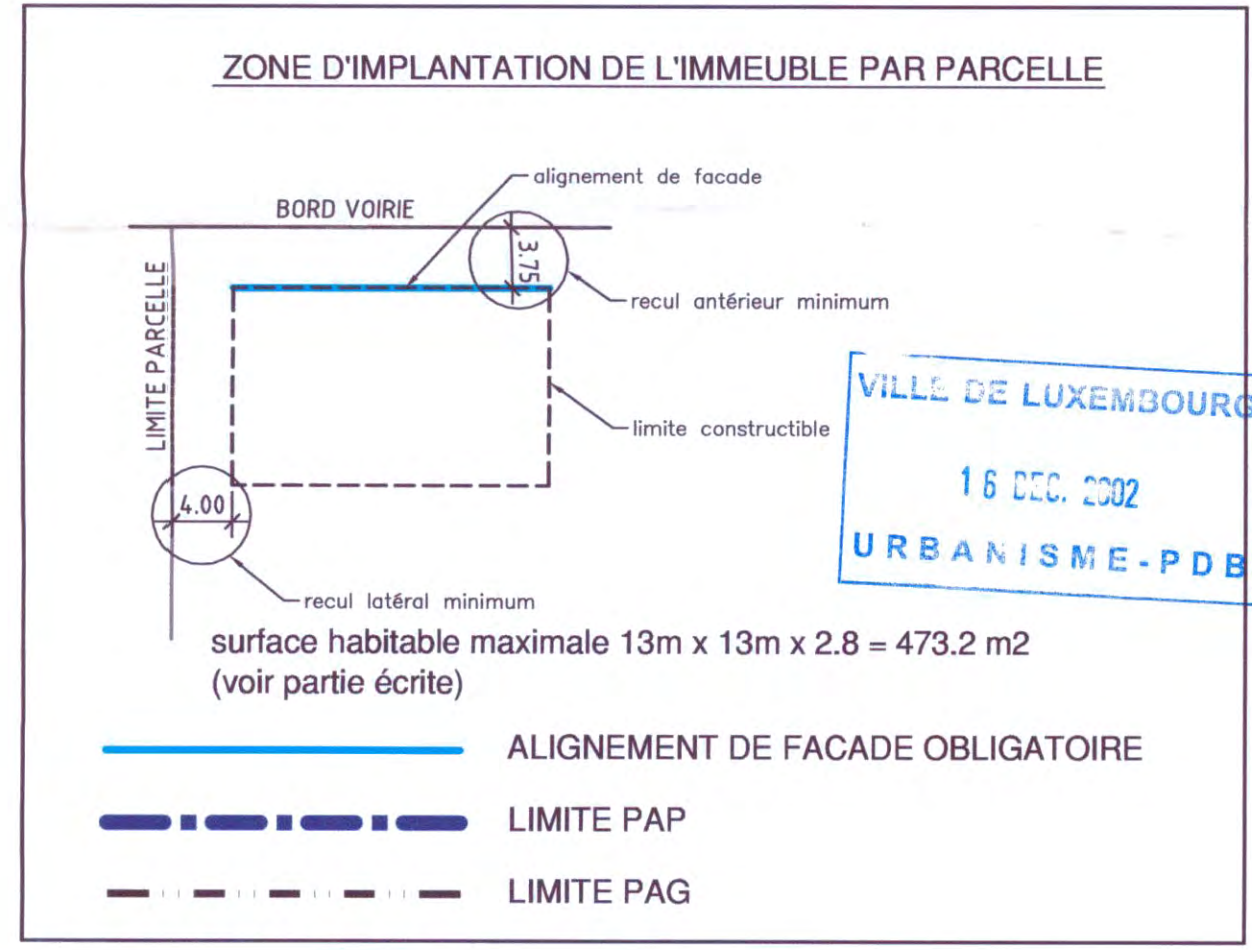 ZONE D'IMPLANTATION DE L'IMMEUBLE PAR PARCELLE
alignement de facade
BORD VOIRIE
3.75
LIMITE PARCELLE
recul antérieur minimum
limite constructible
4.00
recul latéral minimum
VILLE DE LUXEMBOURG
16 DEC. 2002
URBANISME-PDB
surface habitable maximale 13m x 13m x 2.8 = 473.2 m2
(voir partie écrite)
ALIGNEMENT DE FACADE OBLIGATOIRE
LIMITE PAP
LIMITE PAG